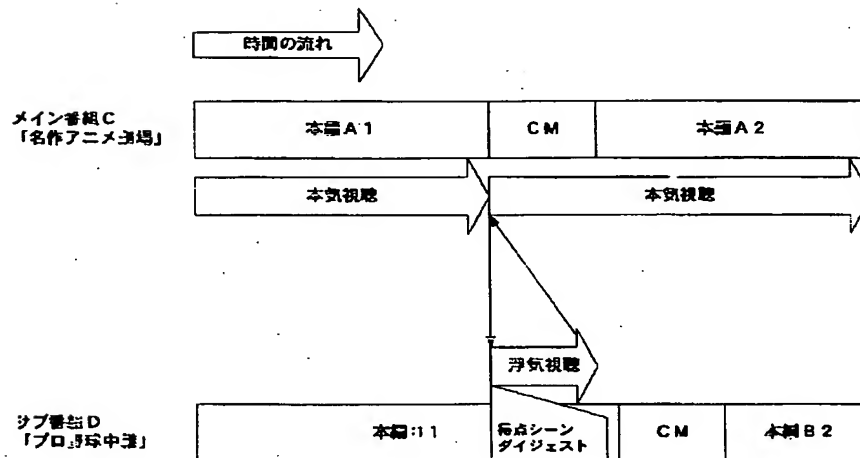 時間の流れ
メイン番組C
「名作アニメ劇場」
本編A1
CM
本編A2
本気視聴
本気視聴
浮気視聴
サブ番組D
「プロ野球中継」
本編B1
得点シーン
ダイジェスト
CM
本編B2